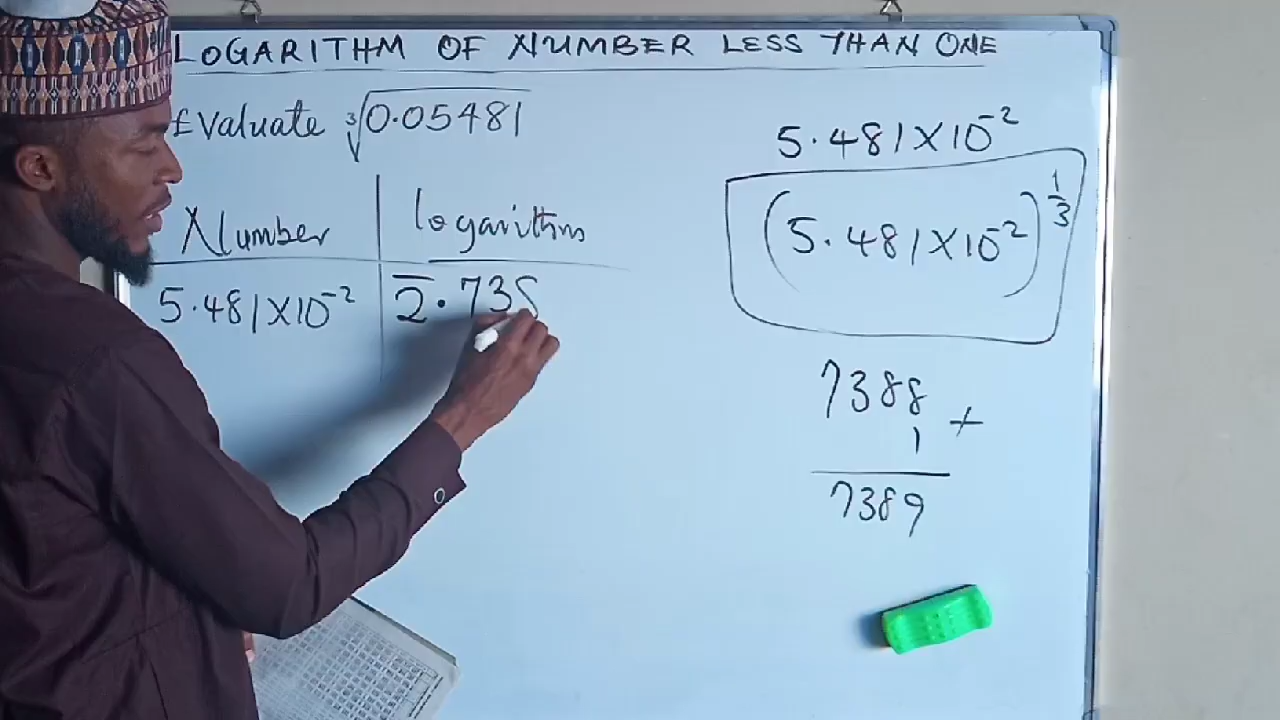 LOGARITHM OF NUMBER LESS THAN ONE
Evaluate ∛0.05481
Number | logarithm
5.481×10⁻² | 2̅.738
5.481×10⁻²
(5.481×10⁻²)^(1/3)
7388
1 +
7389